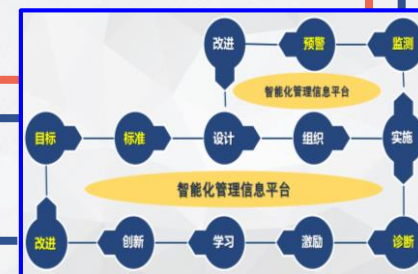 改进 预警 监测
智能化管理信息平台
目标 标准 设计 组织 实施
智能化管理信息平台
改进 创新 学习 激励 诊断